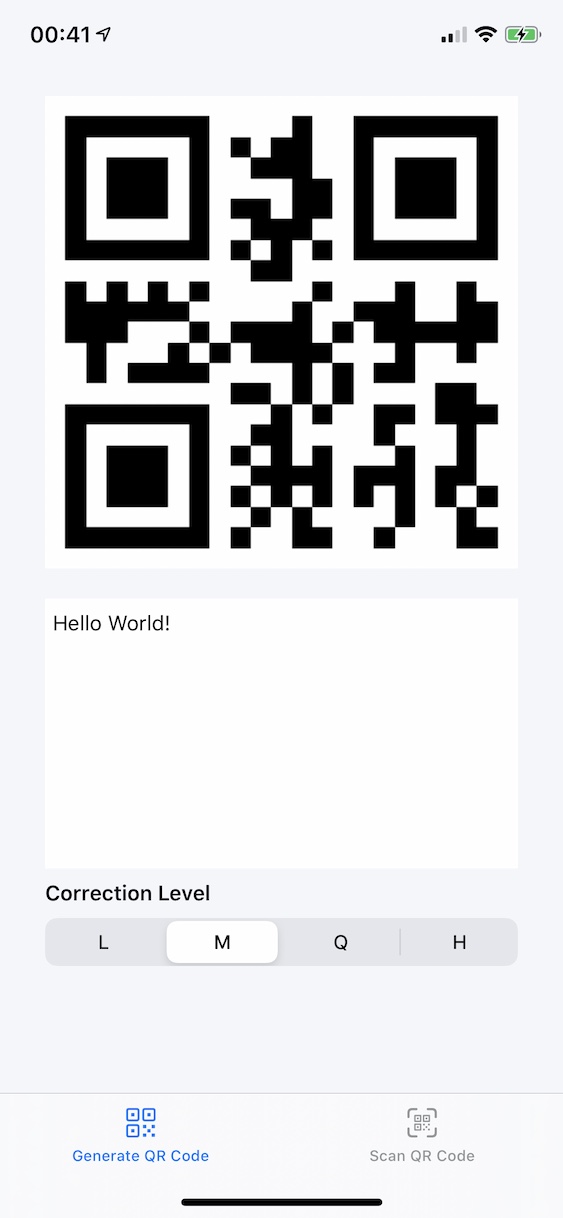 00:41
Hello World!
Correction Level
L M Q H
Generate QR Code Scan QR Code